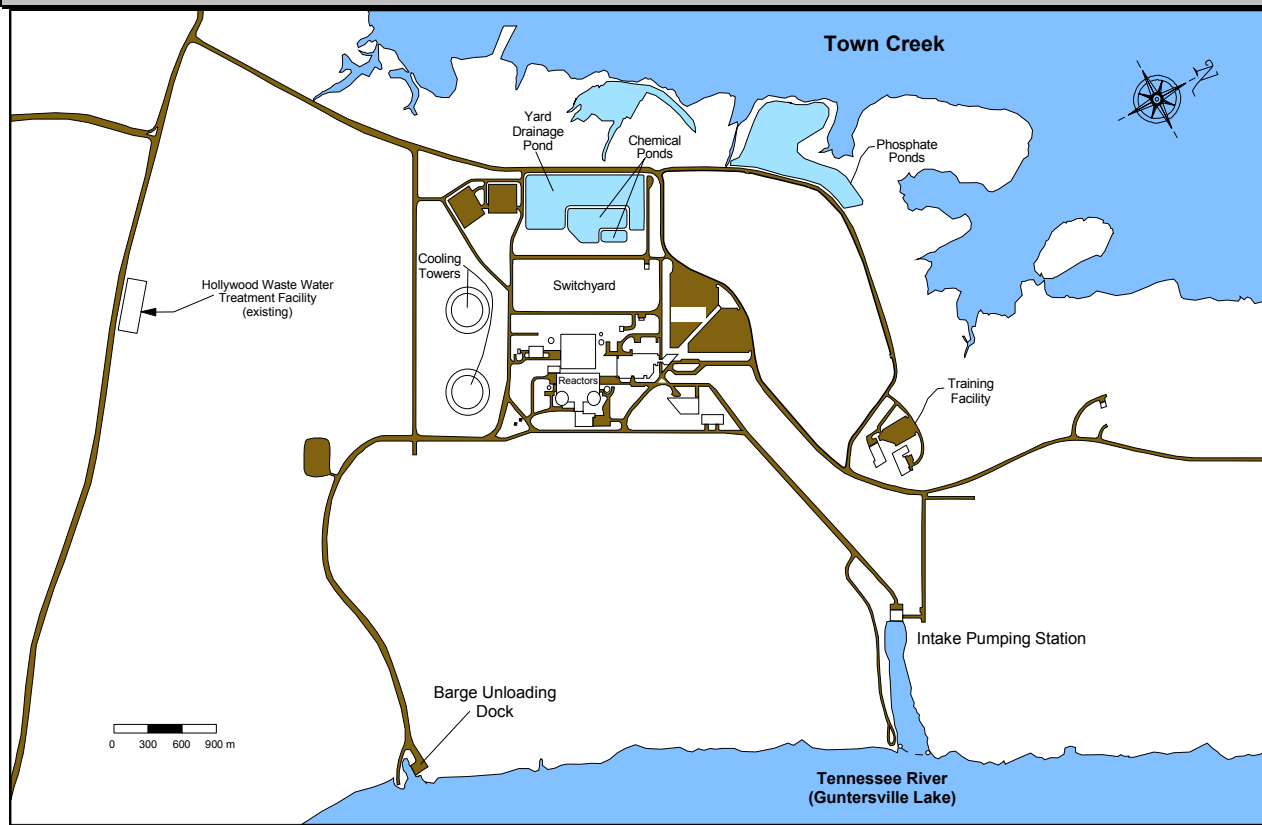 Town Creek
N
Yard
Drainage
Pond
Chemical
Ponds
Phosphate
Ponds
Cooling
Towers
Hollywood Waste Water
Treatment Facility
(existing)
Switchyard
Reactors
Training
Facility
Intake Pumping Station
Barge Unloading
Dock
0 300 600 900 m
Tennessee River
(Guntersville Lake)